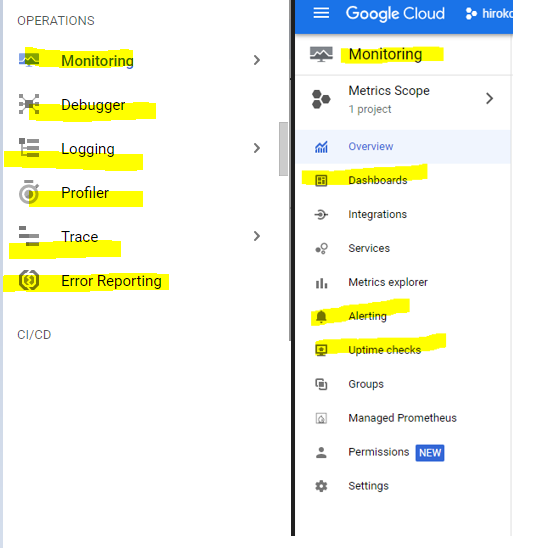 OPERATIONS
Monitoring
Debugger
Logging
Profiler
Trace
Error Reporting
CI/CD
Google Cloud hiroko
Monitoring
Metrics Scope
1 project
Overview
Dashboards
Integrations
Services
Metrics explorer
Alerting
Uptime checks
Groups
Managed Prometheus
Permissions NEW
Settings